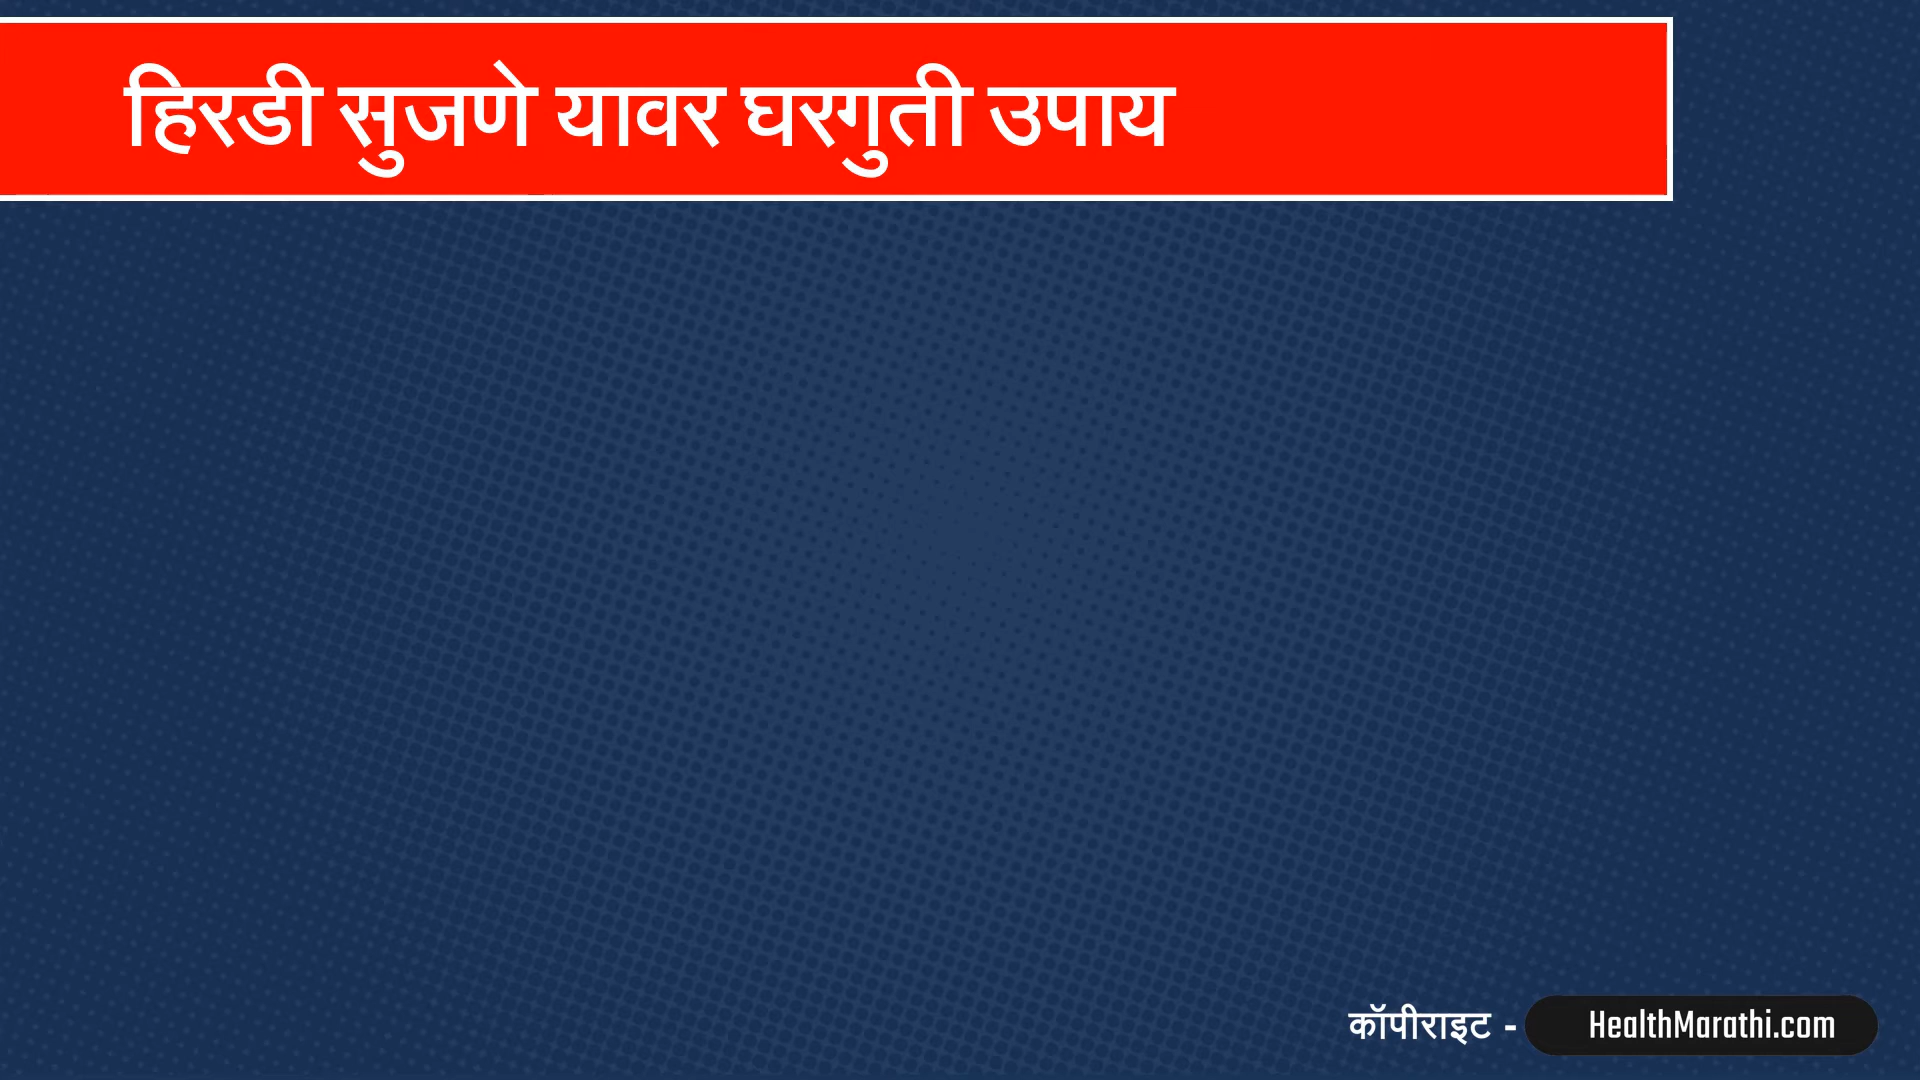 हिरडी सुजणे यावर घरगुती उपाय
कॉपीराइट - HealthMarathi.com